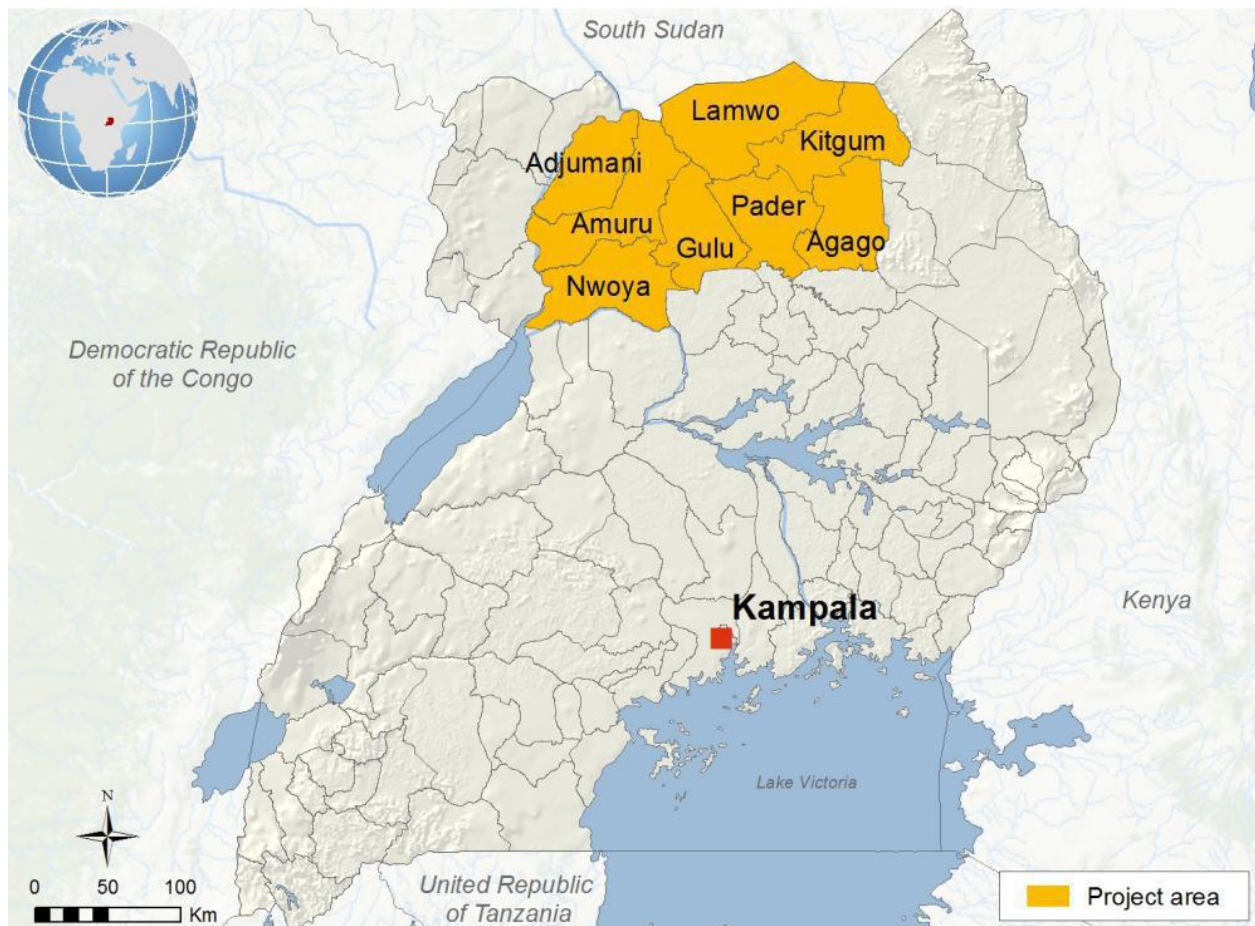 South Sudan
Lamwo
Kitgum
Adjumani
Pader
Amuru
Gulu
Agago
Nwoya
Democratic Republic
of the Congo
Kampala
Kenya
Lake Victoria
N
0 50 100
Km
United Republic
of Tanzania
Project area